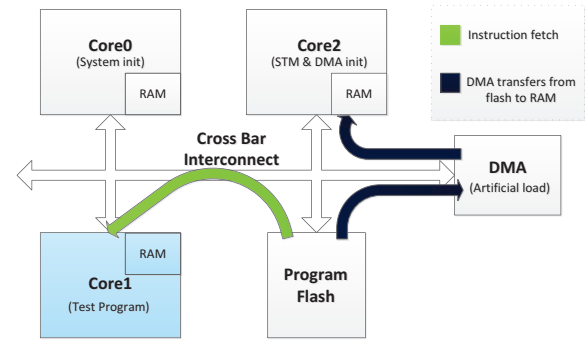 Core0
(System init)
RAM
Core2
(STM & DMA init)
RAM
Instruction fetch
DMA transfers from
flash to RAM
Cross Bar
Interconnect
DMA
(Artificial load)
RAM
Core1
(Test Program)
Program
Flash